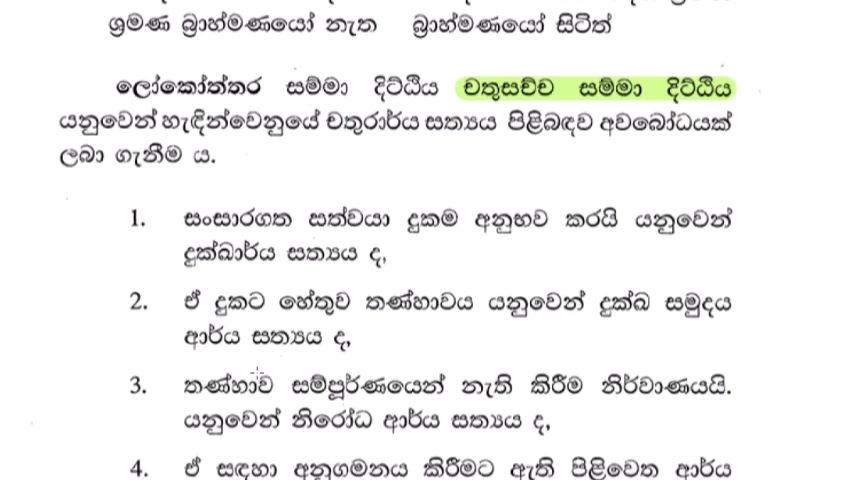 ශ්‍රමණ බ්‍රාහ්මණයෝ නැත බ්‍රාහ්මණයෝ සිටිත්
ලෝකෝත්තර සම්මා දිට්ඨිය චතුසච්ච සම්මා දිට්ඨිය
යනුවෙන් හැඳින්වෙනුයේ චතුරාර්ය සත්‍යය පිළිබඳව අවබෝධයක්
ලබා ගැනීම ය.
1. සංසාරගත සත්වයා දුකම අනුභව කරයි යනුවෙන්
දුක්ඛාර්ය සත්‍යය ද,
2. ඒ දුකට හේතුව තණ්හාවය යනුවෙන් දුක්ඛ සමුදය
ආර්ය සත්‍යය ද,
3. තණ්හාව සම්පූර්ණයෙන් නැති කිරීම නිර්වාණයයි.
යනුවෙන් නිරෝධ ආර්ය සත්‍යය ද,
4. ඒ සඳහා අනුගමනය කිරීමට ඇති පිළිවෙත ආර්ය